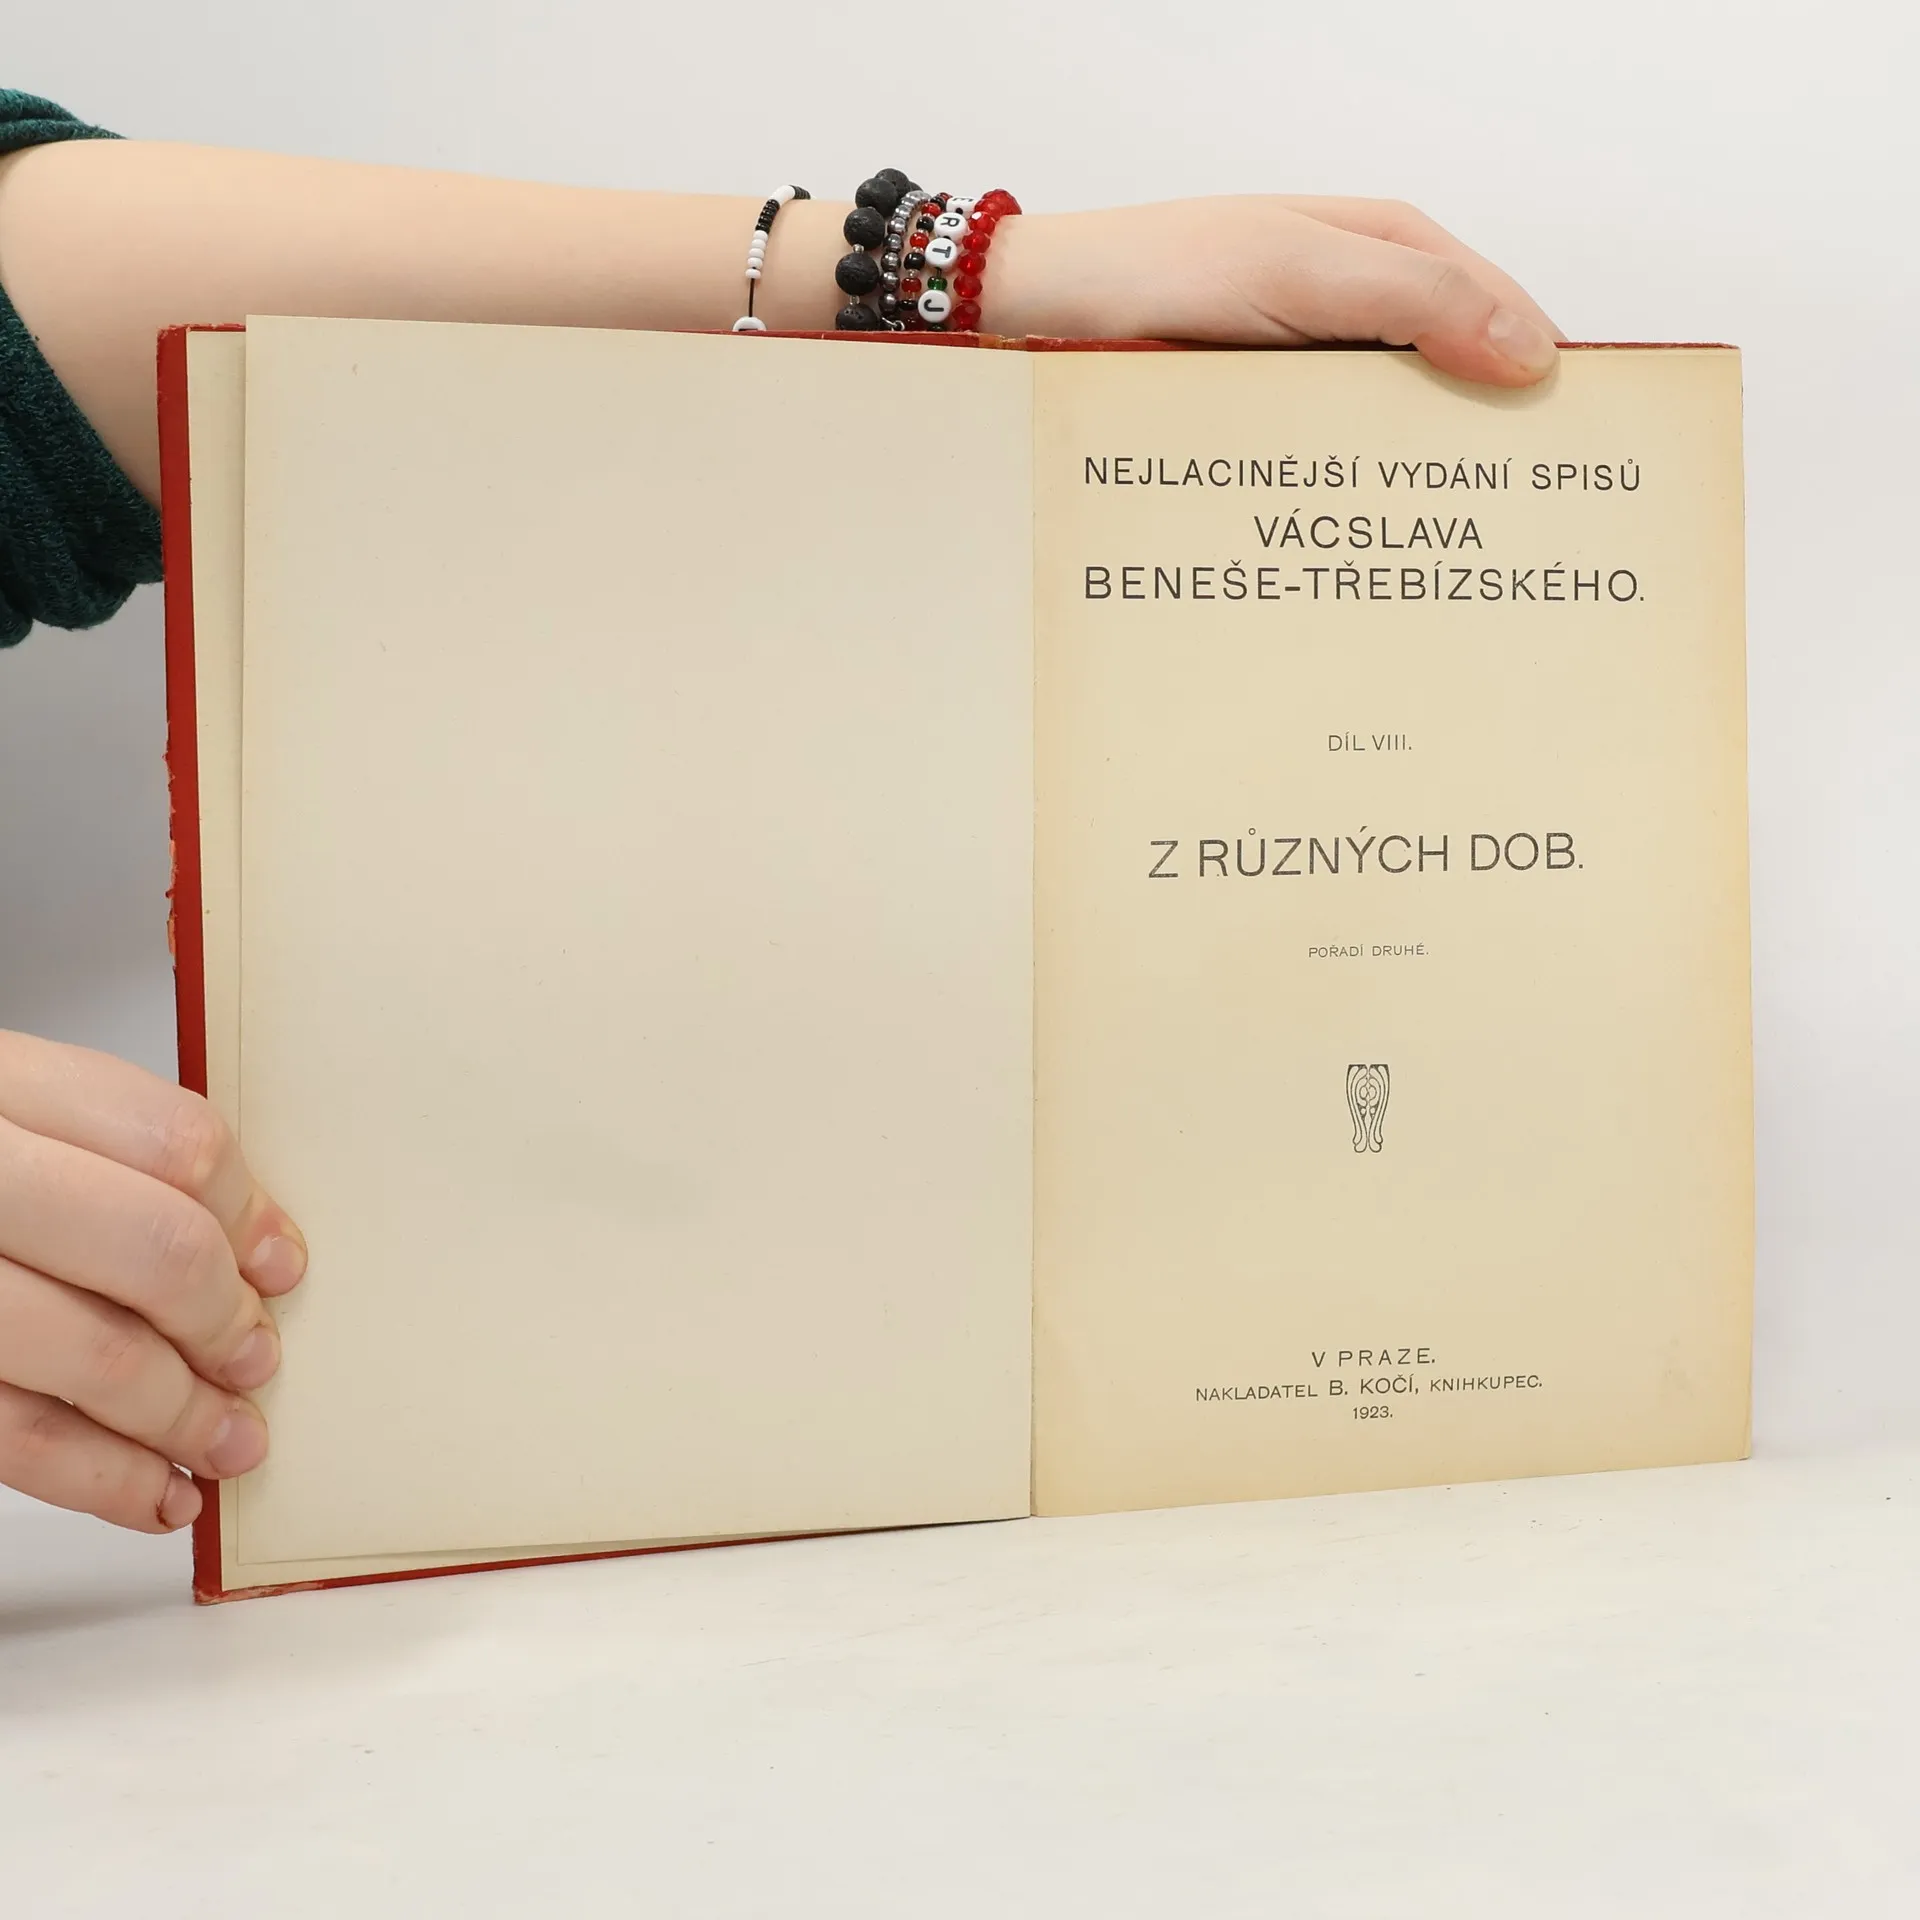 E
R
T
J
NEJLACINĚJŠÍ VYDÁNÍ SPISŮ
VÁCSLAVA
BENEŠE-TŘEBÍZSKÉHO.
DÍL VIII.
Z RŮZNÝCH DOB.
POŘADÍ DRUHÉ.
V PRAZE.
NAKLADATEL B. KOČÍ, KNIHKUPEC.
1923.